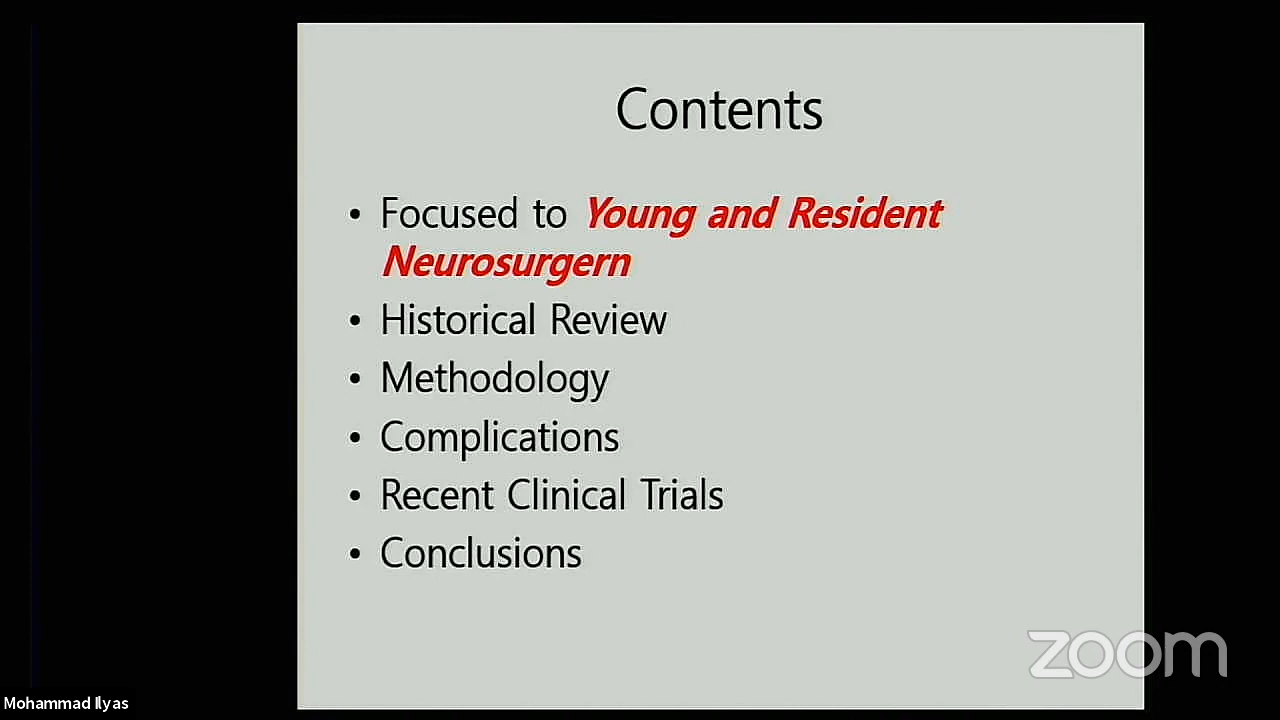 Contents
• Focused to Young and Resident
Neurosurgern
• Historical Review
• Methodology
• Complications
• Recent Clinical Trials
• Conclusions
zoom
Mohammad Ilyas